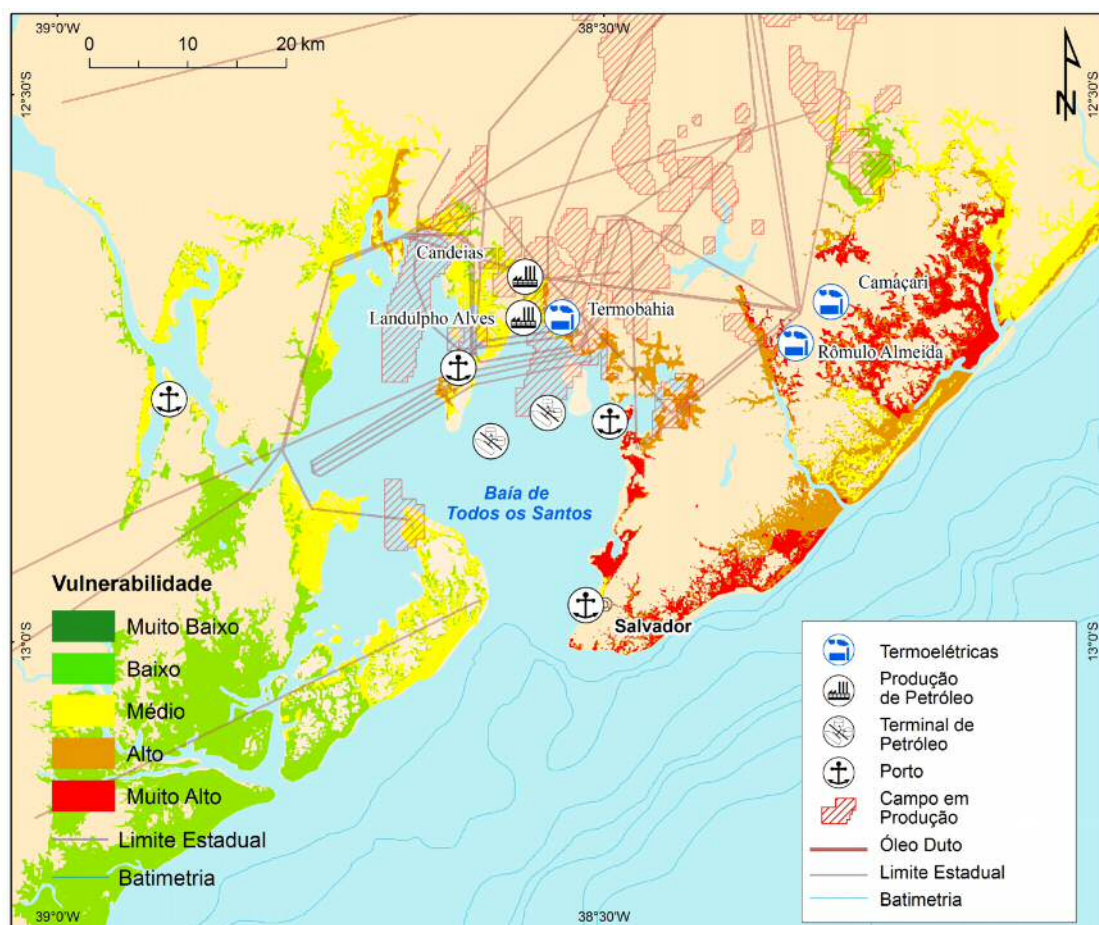 39°0'W
38°30'W
0 10 20 km
12°30'S
12°30'S
N
Candeias
Landulpho Alves
Termobahia
Camaçari
Rômulo Almeida
Baía de
Todos os Santos
Salvador
13°0'S
13°0'S
Vulnerabilidade
Muito Baixo
Baixo
Médio
Alto
Muito Alto
Limite Estadual
Batimetria
Termoelétricas
Produção
de Petróleo
Terminal de
Petróleo
Porto
Campo em
Produção
Óleo Duto
Limite Estadual
Batimetria
39°0'W
38°30'W